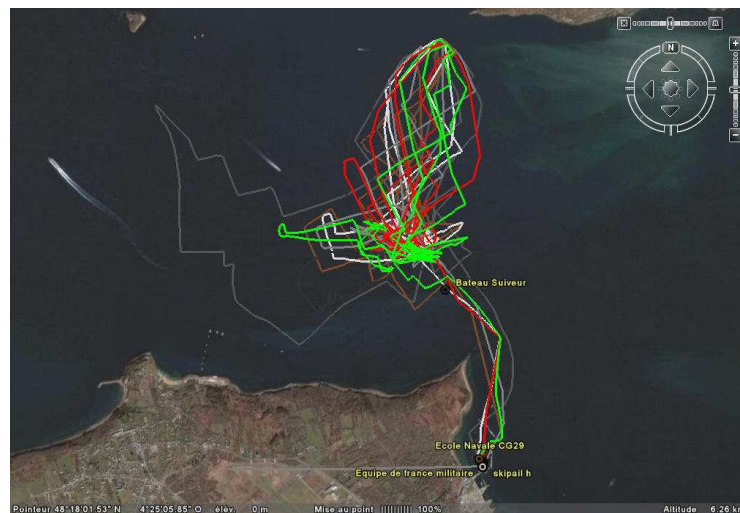 N
Bateau Suiveur
Ecole Navale CG29
Equipe de france militaire skipail h
Pointeur 48°18'01.53" N 4°25'05.85" O élév. 0 m Mise au point |||||||||| 100% Altitude 6.26 km